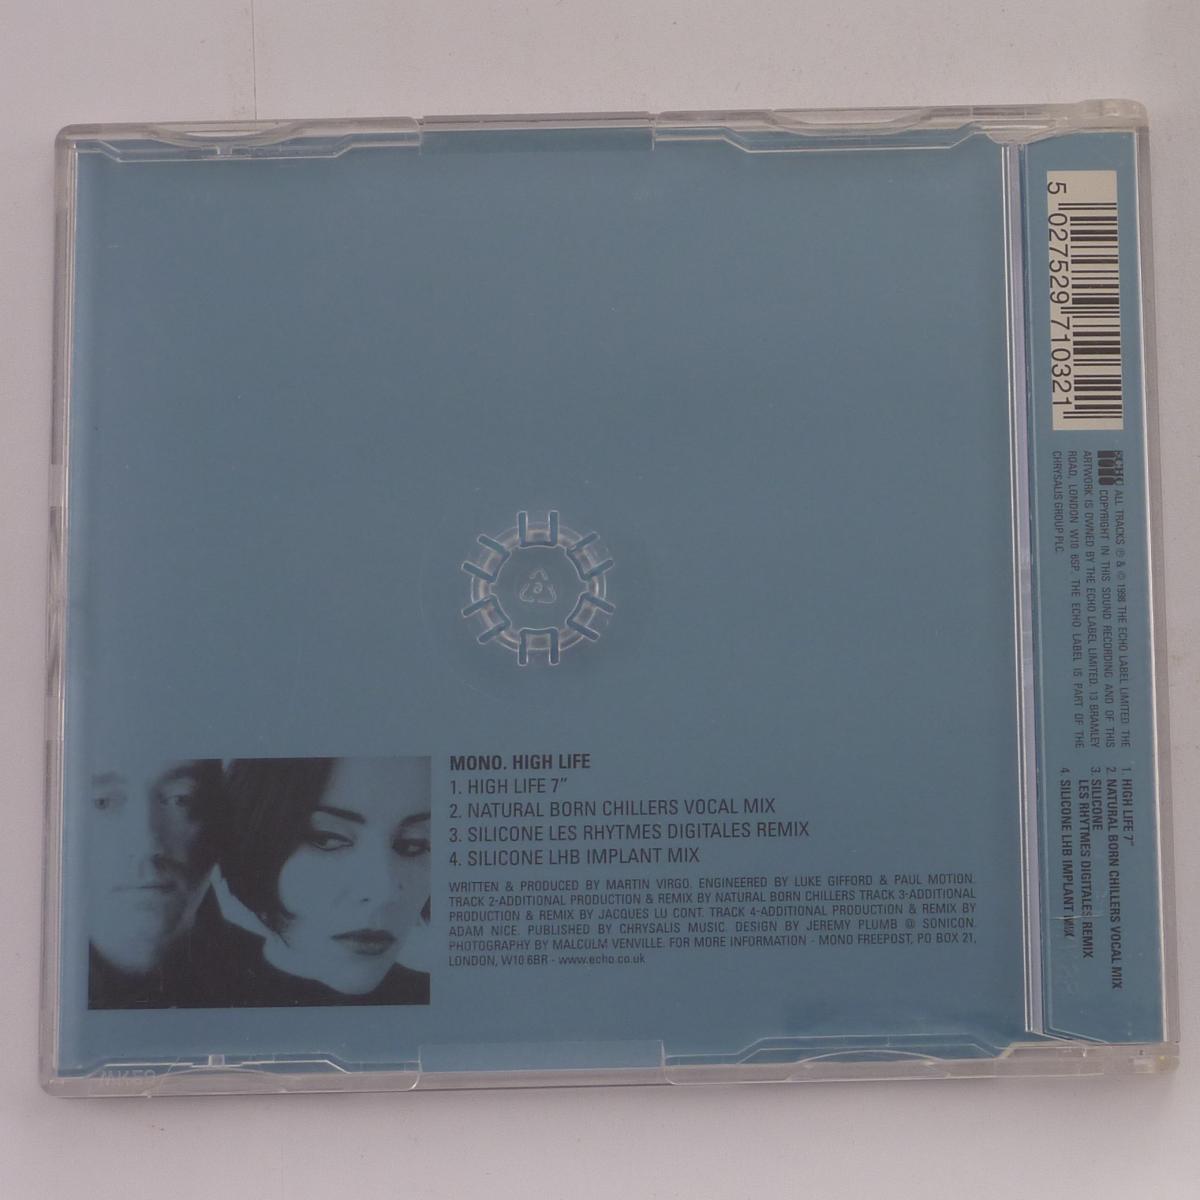 MONO. HIGH LIFE
1. HIGH LIFE 7"
2. NATURAL BORN CHILLERS VOCAL MIX
3. SILICONE LES RHYTMES DIGITALES REMIX
4. SILICONE LHB IMPLANT MIX
WRITTEN & PRODUCED BY MARTIN VIRGO. ENGINEERED BY LUKE GIFFORD & PAUL MOTION.
TRACK 2-ADDITIONAL PRODUCTION & REMIX BY NATURAL BORN CHILLERS TRACK 3-ADDITIONAL
PRODUCTION & REMIX BY JACQUES LU CONT. TRACK 4-ADDITIONAL PRODUCTION & REMIX BY
ADAM NICE. PUBLISHED BY CHRYSALIS MUSIC. DESIGN BY JEREMY PLUMB @ SONICON.
PHOTOGRAPHY BY MALCOLM VENVILLE. FOR MORE INFORMATION - MONO FREEPOST, PO BOX 21,
LONDON, W10 6BR - www.echo.co.uk
5 027529 710321
ECHO ALL TRACKS ℗ & © 1998 THE ECHO LABEL LIMITED. THE
COPYRIGHT IN THIS SOUND RECORDING AND OF THIS
ARTWORK IS OWNED BY THE ECHO LABEL LIMITED. 13 BRAMLEY
ROAD, LONDON W10 6SP. THE ECHO LABEL IS PART OF THE
CHRYSALIS GROUP PLC.
1. HIGH LIFE 7"
2. NATURAL BORN CHILLERS VOCAL MIX
3. SILICONE
LES RHYTMES DIGITALES REMIX
4. SILICONE LHB IMPLANT MIX